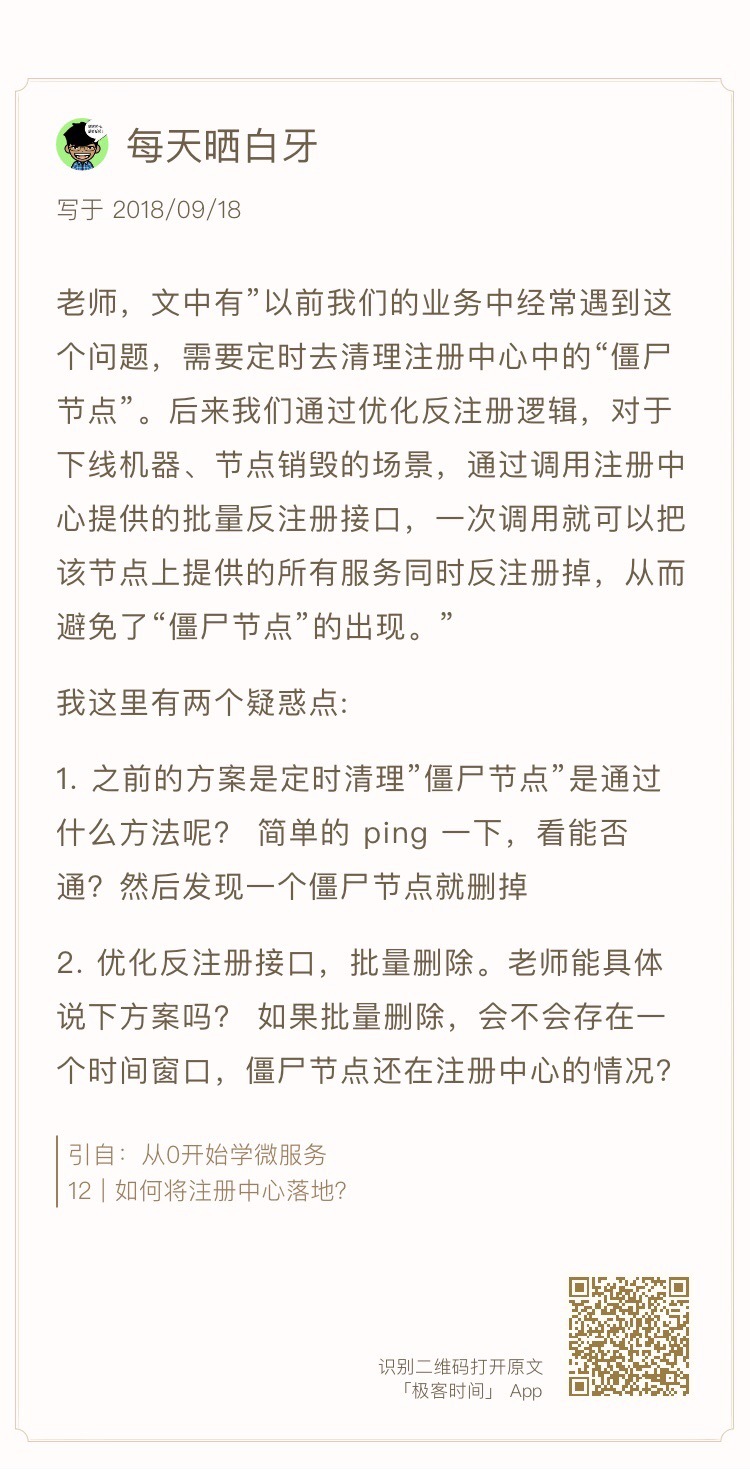 每天晒白牙
写于 2018/09/18
老师，文中有”以前我们的业务中经常遇到这
个问题，需要定时去清理注册中心中的“僵尸
节点”。后来我们通过优化反注册逻辑，对于
下线机器、节点销毁的场景，通过调用注册中
心提供的批量反注册接口，一次调用就可以把
该节点上提供的所有服务同时反注册掉，从而
避免了“僵尸节点”的出现。”
我这里有两个疑惑点:
1. 之前的方案是定时清理”僵尸节点”是通过
什么方法呢？ 简单的 ping 一下，看能否
通？然后发现一个僵尸节点就删掉
2. 优化反注册接口，批量删除。老师能具体
说下方案吗？ 如果批量删除，会不会存在一
个时间窗口，僵尸节点还在注册中心的情况？
引自：从0开始学微服务
12 | 如何将注册中心落地？
识别二维码打开原文
「极客时间」 App